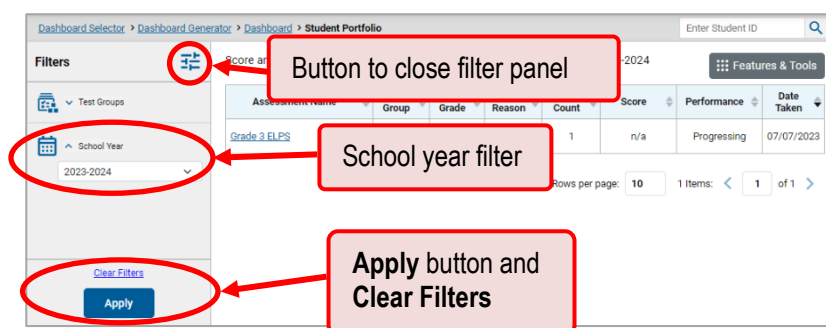 Dashboard Selector > Dashboard Generator > Dashboard > Student Portfolio
Enter Student ID
Filters
Score
-2024
Features & Tools
Button to close filter panel
Test Groups
Assessment Name
Group
Grade
Reason
Count
Score
Performance
Date
Taken
Grade 3 ELPS
1
n/a
Progressing
07/07/2023
School Year
2023-2024
School year filter
Rows per page: 10
1 Items:
1
of 1
Clear Filters
Apply
Apply button and
Clear Filters